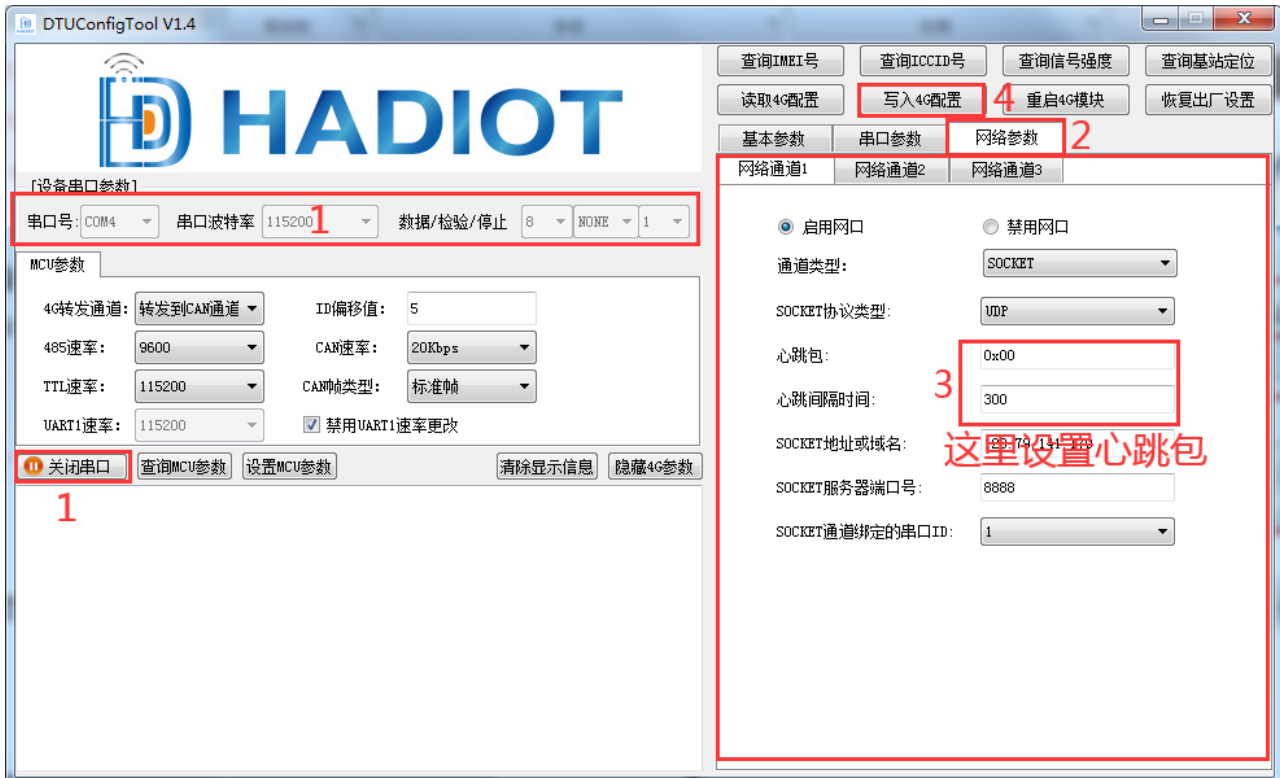 DTUConfigTool V1.4
HADIOT
[设备串口参数]
串口号: COM4 串口波特率 115200 数据/检验/停止 8 NONE 1
1
MCU参数
4G转发通道: 转发到CAN通道 ID偏移值: 5
485速率: 9600 CAN速率: 20Kbps
TTL速率: 115200 CAN帧类型: 标准帧
UART1速率: 115200 禁用UART1速率更改
关闭串口 查询MCU参数 设置MCU参数 清除显示信息 隐藏4G参数
1
查询IMEI号 查询ICCID号 查询信号强度 查询基站定位
读取4G配置 写入4G配置 4 重启4G模块 恢复出厂设置
基本参数 串口参数 网络参数 2
网络通道1 网络通道2 网络通道3
启用网口 禁用网口
通道类型: SOCKET
SOCKET协议类型: UDP
心跳包: 0x00
3
心跳间隔时间: 300
SOCKET地址或域名:
这里设置心跳包
SOCKET服务器端口号: 8888
SOCKET通道绑定的串口ID: 1